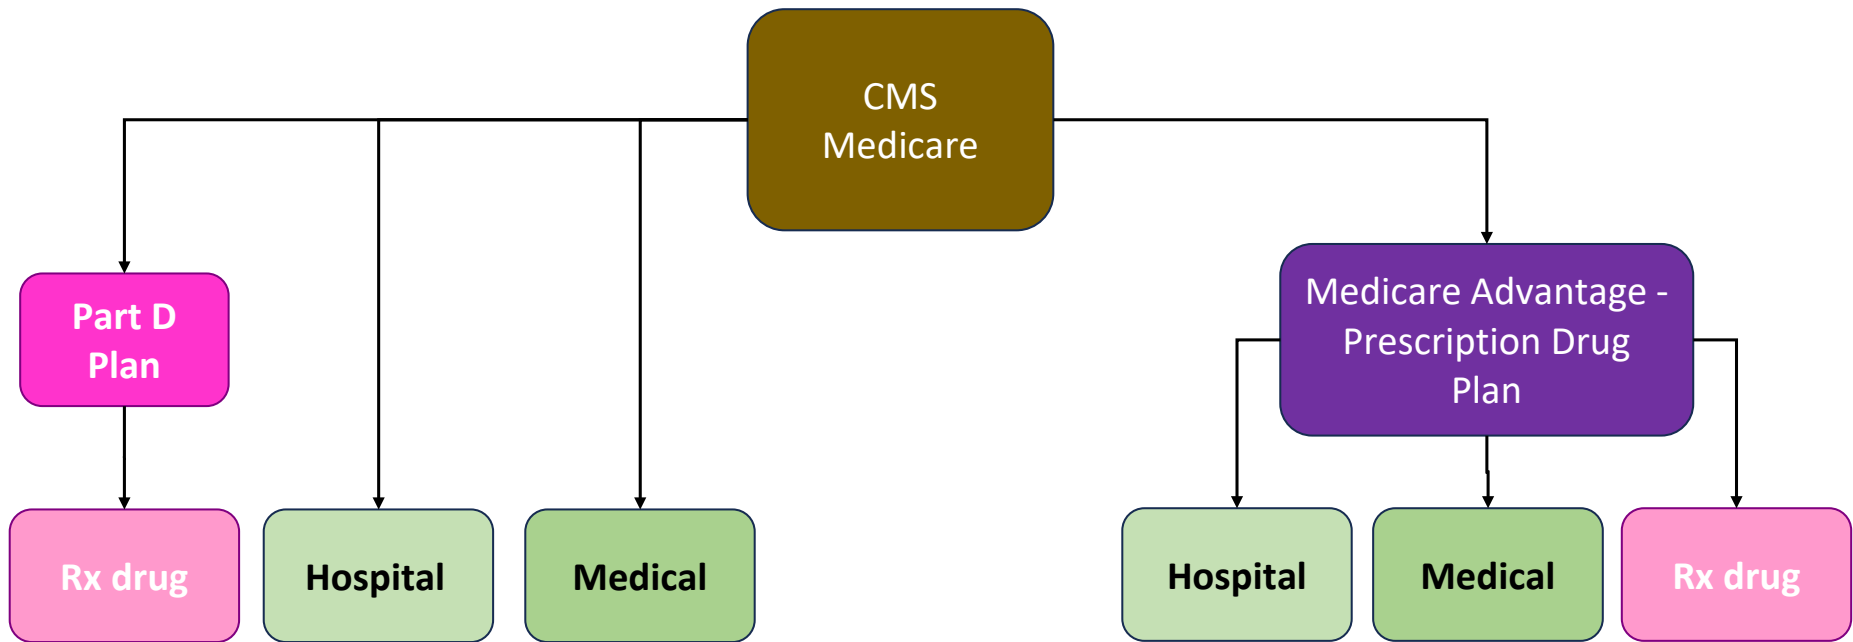 CMS
Medicare
Part D
Plan
Medicare Advantage -
Prescription Drug
Plan
Rx drug
Hospital
Medical
Hospital
Medical
Rx drug